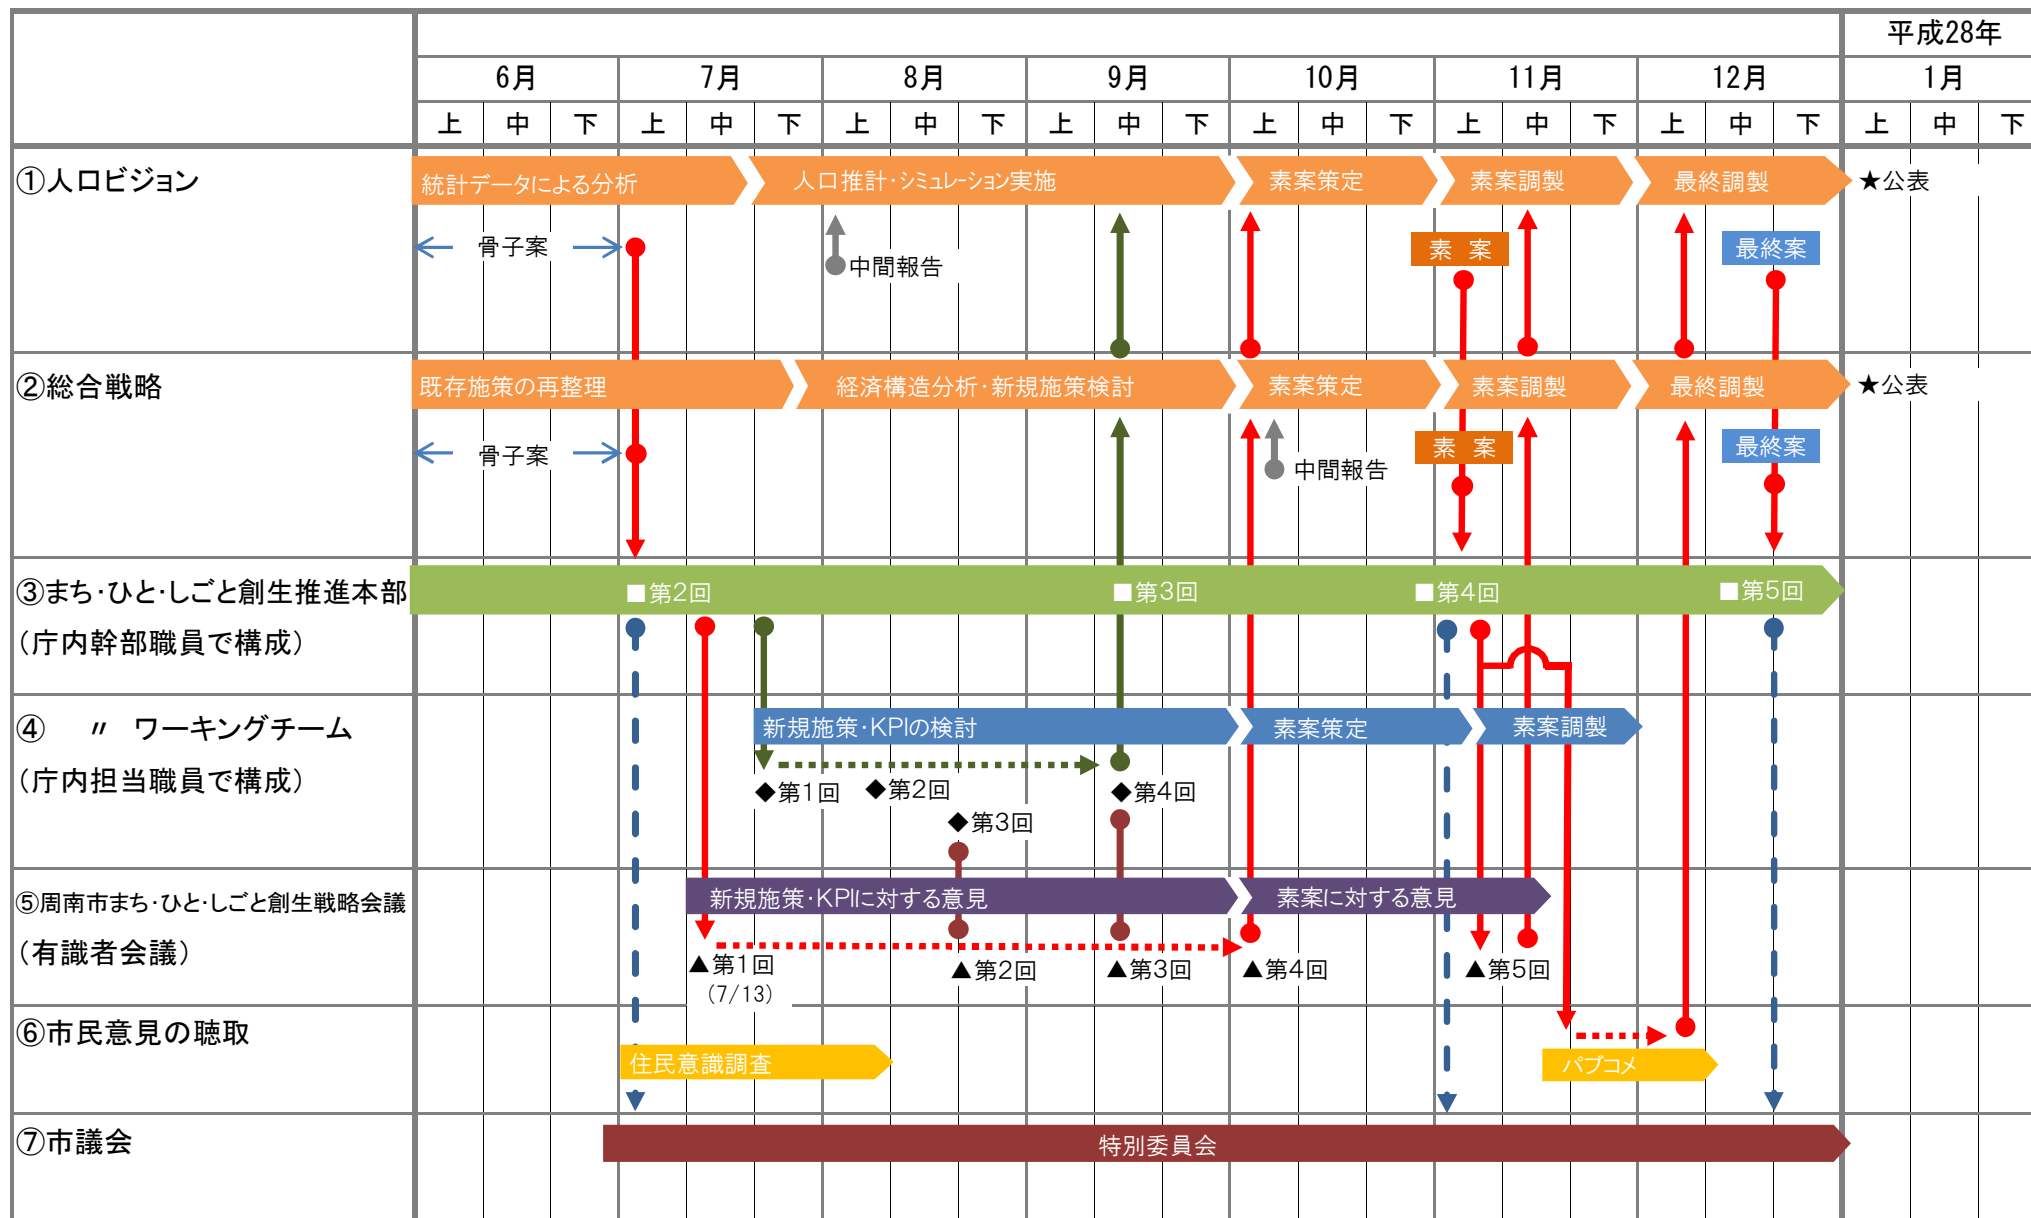 平成28年
6月 7月 8月 9月 10月 11月 12月 1月
上 中 下 上 中 下 上 中 下 上 中 下 上 中 下 上 中 下 上 中 下 上 中 下
①人口ビジョン
統計データによる分析 人口推計・シミュレーション実施 素案策定 素案調製 最終調製 ★公表
骨子案 素 案 最終案
中間報告
②総合戦略
既存施策の再整理 経済構造分析・新規施策検討 素案策定 素案調製 最終調製 ★公表
骨子案 素 案 最終案
中間報告
③まち・ひと・しごと創生推進本部
■第2回 ■第3回 ■第4回 ■第5回
（庁内幹部職員で構成）
④ 〃 ワーキングチーム
新規施策・KPIの検討 素案策定 素案調製
（庁内担当職員で構成）
◆第1回 ◆第2回 ◆第4回
◆第3回
⑤周南市まち・ひと・しごと創生戦略会議
新規施策・KPIに対する意見 素案に対する意見
（有識者会議）
▲第1回 ▲第2回 ▲第3回 ▲第4回 ▲第5回
（7/13）
⑥市民意見の聴取
住民意識調査 パブコメ
⑦市議会
特別委員会